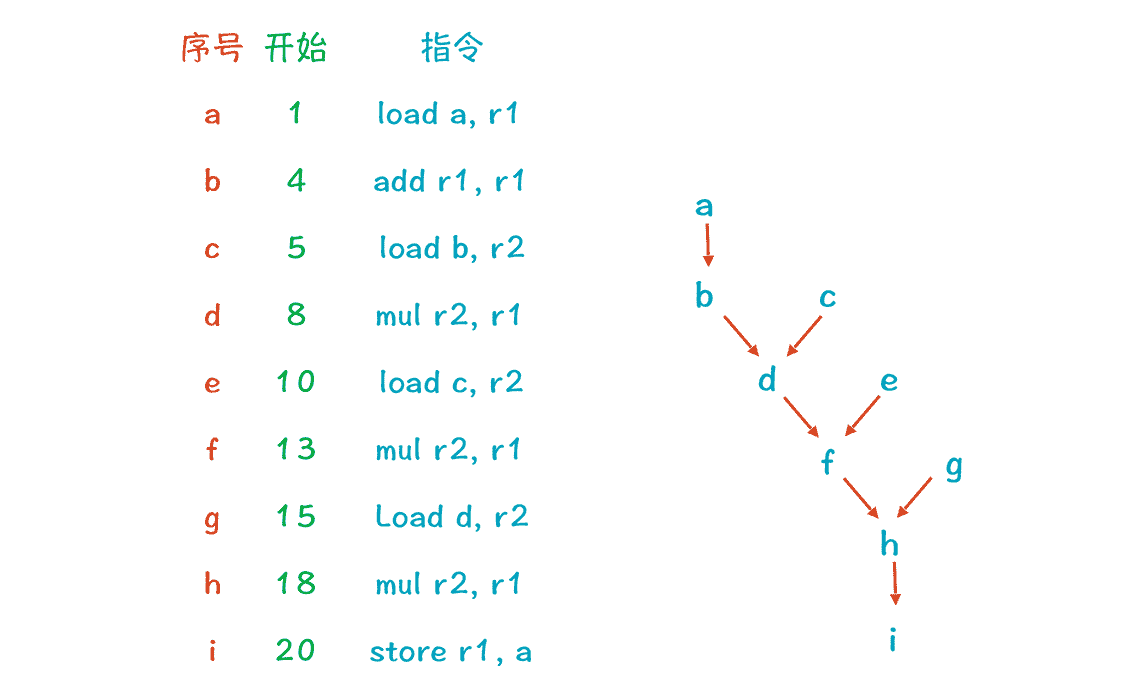 序号 开始 指令
a 1 load a, r1
b 4 add r1, r1
c 5 load b, r2
d 8 mul r2, r1
e 10 load c, r2
f 13 mul r2, r1
g 15 Load d, r2
h 18 mul r2, r1
i 20 store r1, a
a
b c
d e
f g
h
i